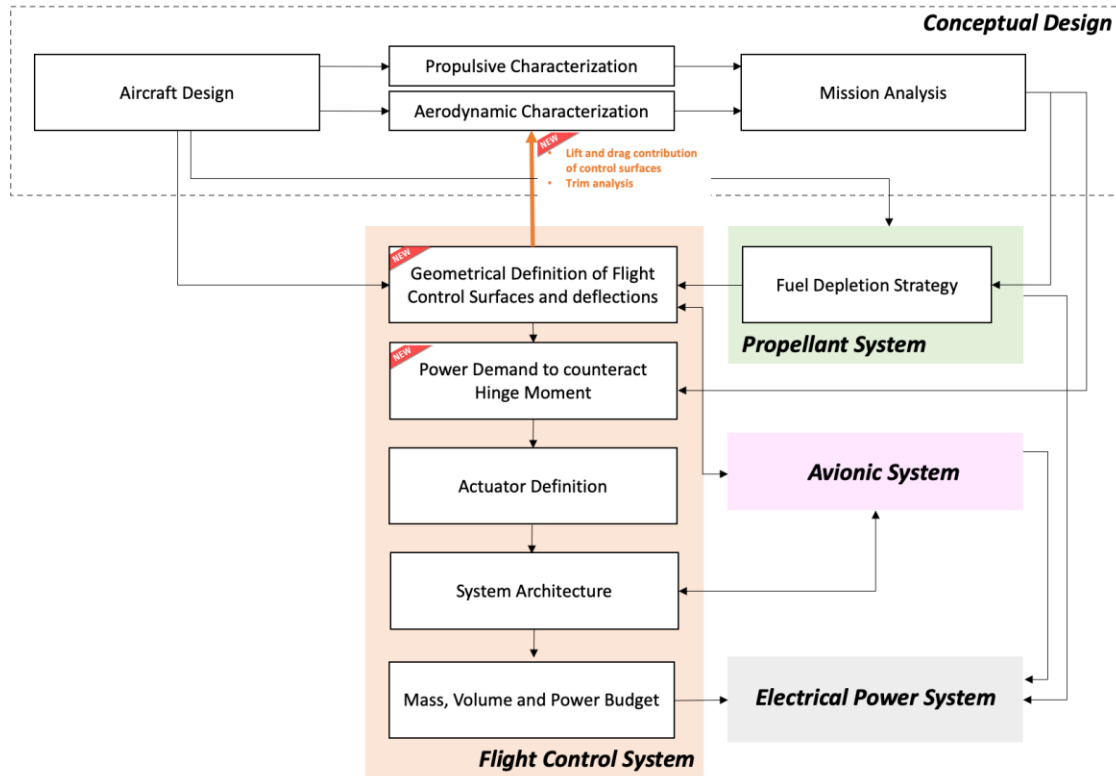 Conceptual Design
Propulsive Characterization
Aircraft Design
Mission Analysis
Aerodynamic Characterization
NEW
• Lift and drag contribution
of control surfaces
• Trim analysis
NEW
Geometrical Definition of Flight
Control Surfaces and deflections
Fuel Depletion Strategy
Propellant System
NEW
Power Demand to counteract
Hinge Moment
Avionic System
Actuator Definition
System Architecture
Mass, Volume and Power Budget
Electrical Power System
Flight Control System